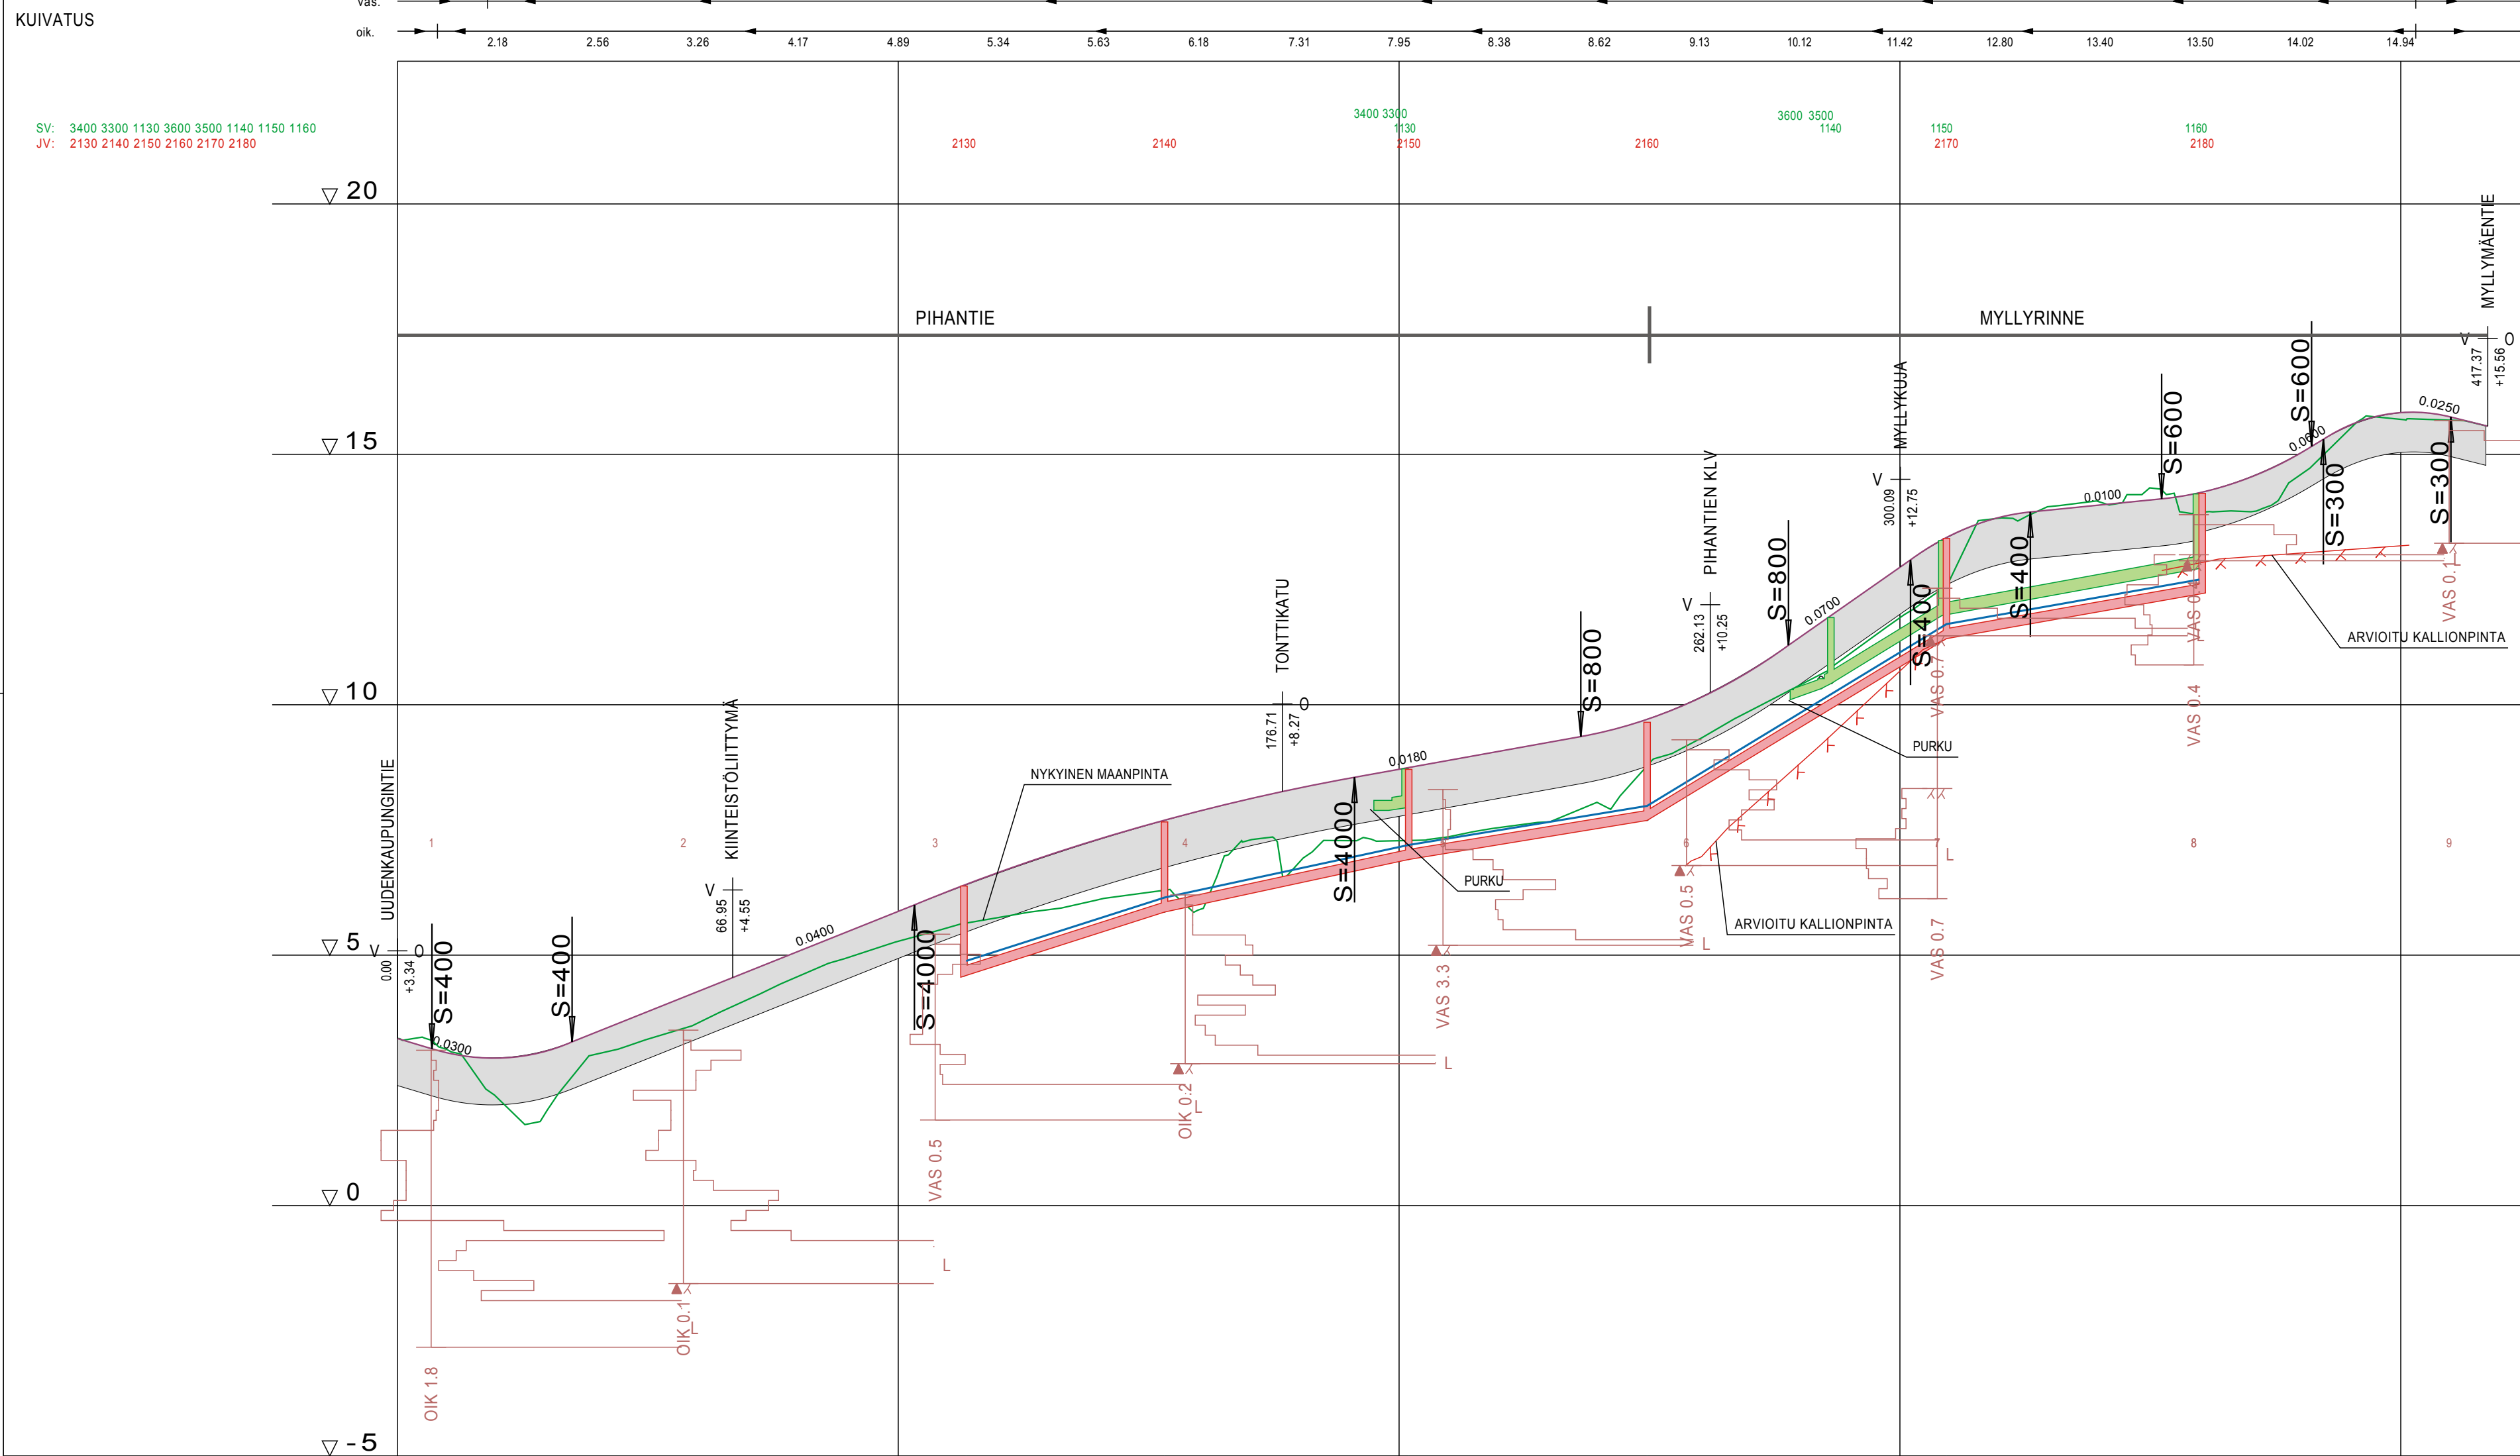 vas.
KUIVATUS
oik.
2.18 2.56 3.26 4.17 4.89 5.34 5.63 6.18 7.31 7.95 8.38 8.62 9.13 10.12 11.42 12.80 13.40 13.50 14.02 14.94
3400 3300
3600 3500
SV: 3400 3300 1130 3600 3500 1140 1150 1160
1130 1140 1150 1160
JV: 2130 2140 2150 2160 2170 2180
2130 2140 2150 2160 2170 2180
20
MYLLYMÄENTIE
PIHANTIE
MYLLYRINNE
V O
417.37
+15.56
S=600
S=600
0.0250
0.0600
15
MYLLYKUJA
V
300.09
+12.75
0.0100
S=300
S=300
PIHANTIEN KLV
V
262.13
+10.25
S=800
S=400
S=400
0.0700
VAS 0.1
L
VAS 0.4
L
ARVIOITU KALLIONPINTA
TONTTIKATU
V O
176.71
+8.27
S=800
10
VAS 0.7
VAS 0.4
PURKU
0.0180
NYKYINEN MAANPINTA
UUDENKAUPUNGINTIE
KIINTEISTÖLIITTYMÄ
S=4000
1 2 3 4 6 7 8 9
L
PURKU
V
66.95
+4.55
VAS 0.5
L
ARVIOITU KALLIONPINTA
VAS 0.7
0.0400
5
V O
0.00
+3.34
S=400
S=400
S=4000
VAS 3.3
0.0300
L
OIK 0.2
L
VAS 0.5
0
L
OIK 0.1
L
OIK 1.8
-5